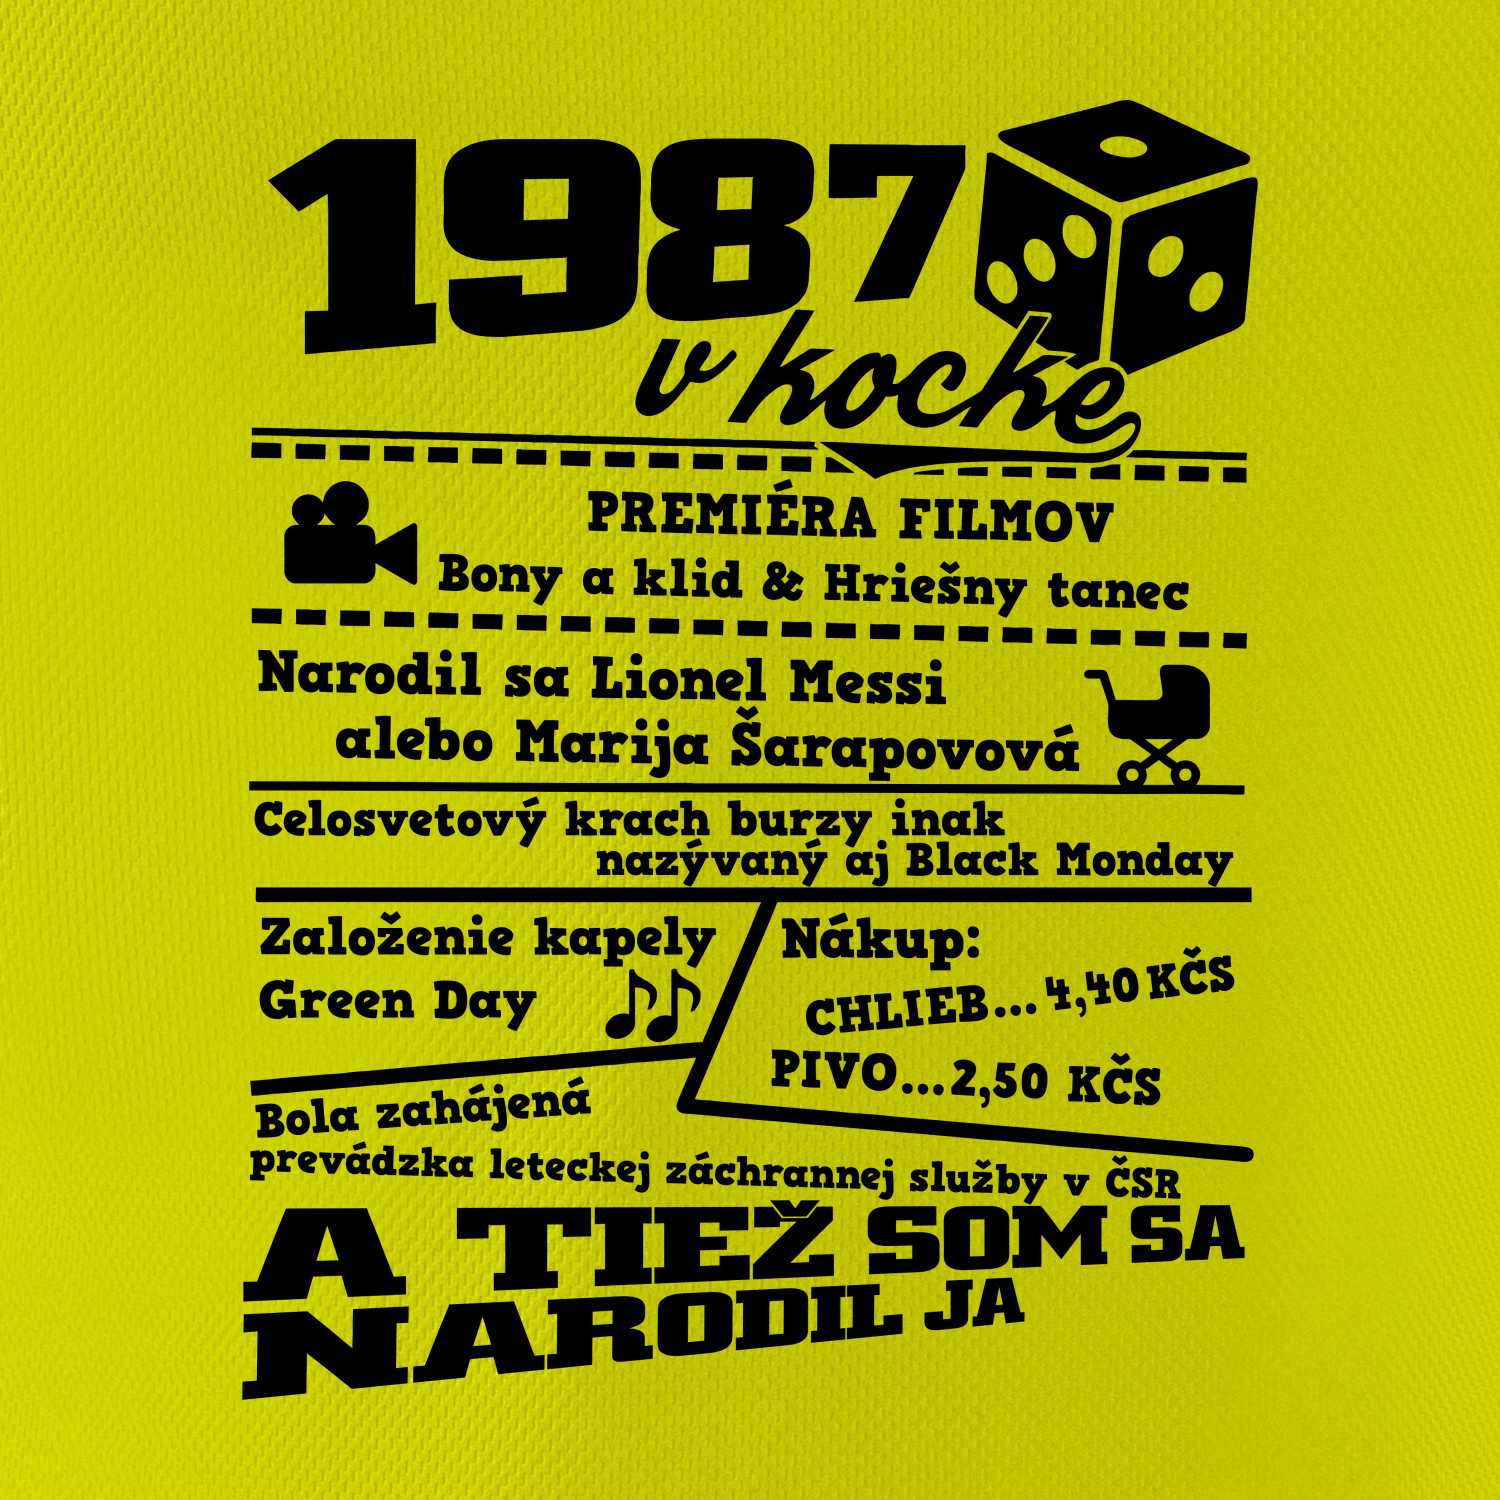 1987
v kocke
PREMIÉRA FILMOV
Bony a klid & Hriešny tanec
Narodil sa Lionel Messi
alebo Marija Šarapovová
Celosvetový krach burzy inak
nazývaný aj Black Monday
Založenie kapely
Green Day
Nákup:
CHLIEB...4,40 KČS
PIVO...2,50 KČS
Bola zahájená
prevádzka leteckej záchrannej služby v ČSR
A TIEŽ SOM SA
NARODIL JA